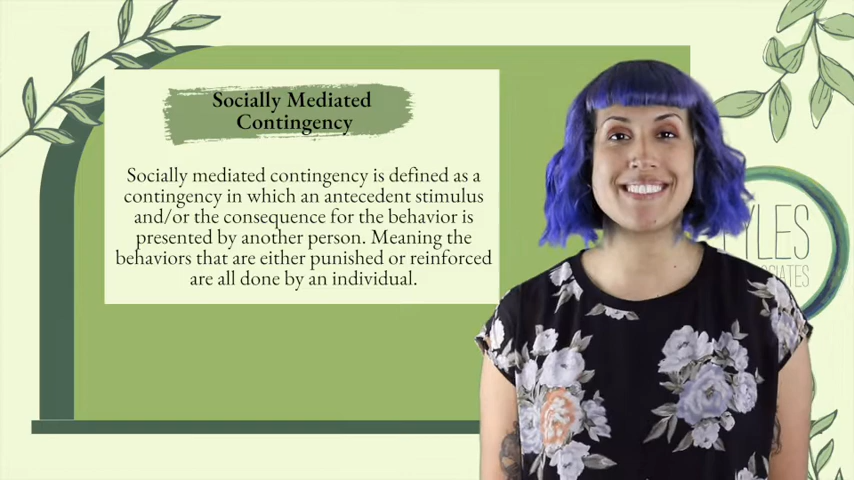 Socially Mediated
Contingency
Socially mediated contingency is defined as a
contingency in which an antecedent stimulus
and/or the consequence for the behavior is
presented by another person. Meaning the
behaviors that are either punished or reinforced
are all done by an individual.